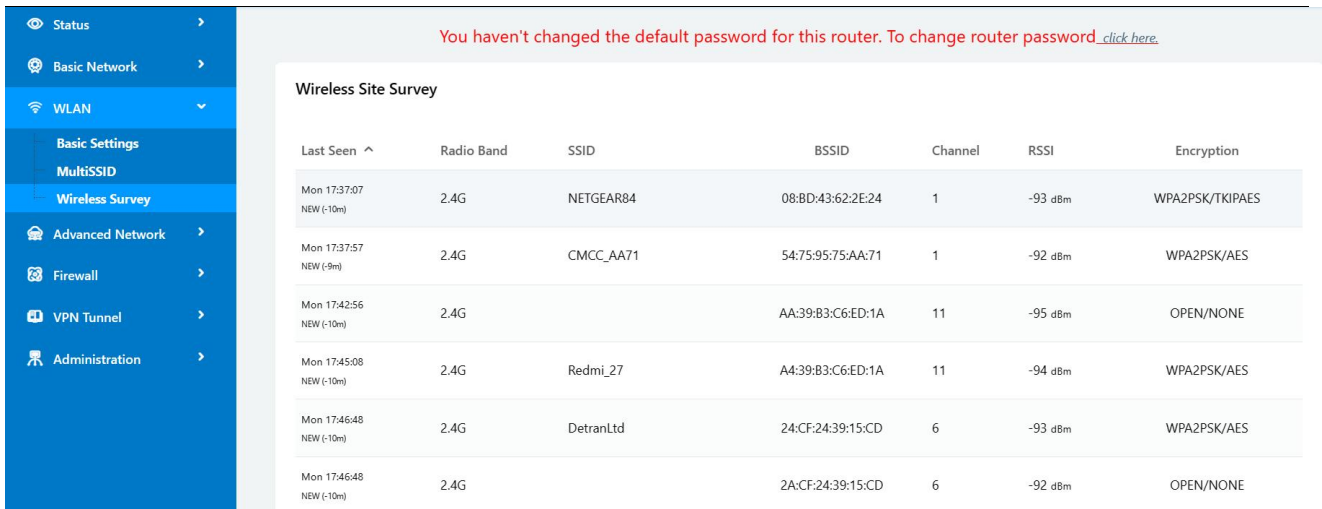 Status
Basic Network
WLAN
Basic Settings
MultiSSID
Wireless Survey
Advanced Network
Firewall
VPN Tunnel
Administration
You haven't changed the default password for this router. To change router password click here.
Wireless Site Survey
Last Seen Radio Band SSID BSSID Channel RSSI Encryption
Mon 17:37:07
NEW (-10m) 2.4G NETGEAR84 08:BD:43:62:2E:24 1 -93 dBm WPA2PSK/TKIPAES
Mon 17:37:57
NEW (-9m) 2.4G CMCC_AA71 54:75:95:75:AA:71 1 -92 dBm WPA2PSK/AES
Mon 17:42:56
NEW (-10m) 2.4G AA:39:B3:C6:ED:1A 11 -95 dBm OPEN/NONE
Mon 17:45:08
NEW (-10m) 2.4G Redmi_27 A4:39:B3:C6:ED:1A 11 -94 dBm WPA2PSK/AES
Mon 17:46:48
NEW (-10m) 2.4G DetranLtd 24:CF:24:39:15:CD 6 -93 dBm WPA2PSK/AES
Mon 17:46:48
NEW (-10m) 2.4G 2A:CF:24:39:15:CD 6 -92 dBm OPEN/NONE